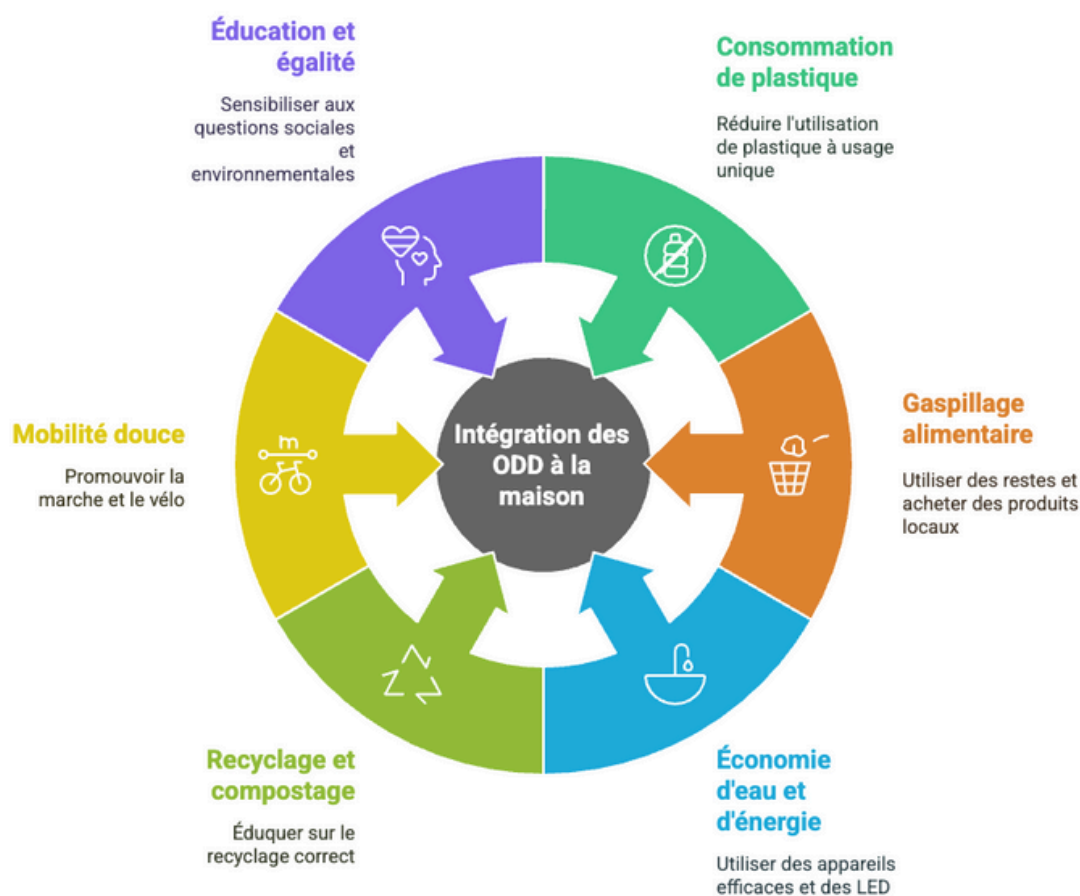 Éducation et
égalité
Sensibiliser aux
questions sociales
et
environnementales
Consommation
de plastique
Réduire l'utilisation
de plastique à usage
unique
Mobilité douce
Promouvoir la
marche et le vélo
m
Intégration des
ODD à la
maison
Gaspillage
alimentaire
Utiliser des restes et
acheter des produits
locaux
Recyclage et
compostage
Éduquer sur le
recyclage correct
Économie
d'eau et
d'énergie
Utiliser des appareils
efficaces et des LED